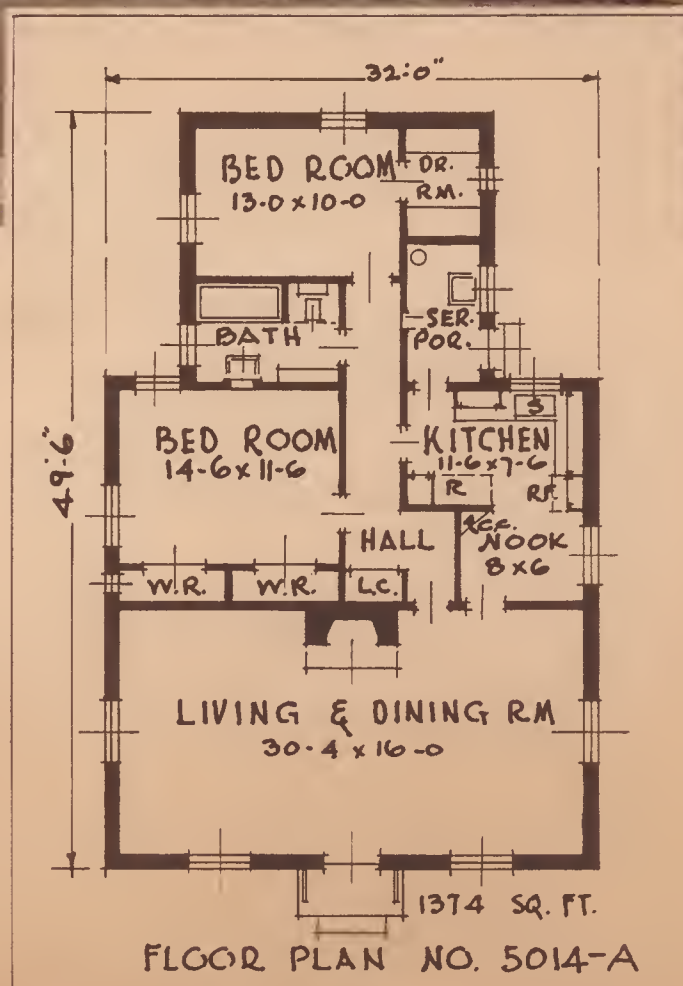 32'-0"
BED ROOM
13-0 x 10-0
DR.
RM.
SER.
POR.
BATH
49'-6"
BED ROOM
14-6 x 11-6
S
KITCHEN
11-6 x 7-6
R
RF.
HALL
C.C.
NOOK
8 x 6
W.R.
W.R.
L.C.
LIVING & DINING RM
30-4 x 16-0
1374 SQ. FT.
FLOOR PLAN NO. 5014-A